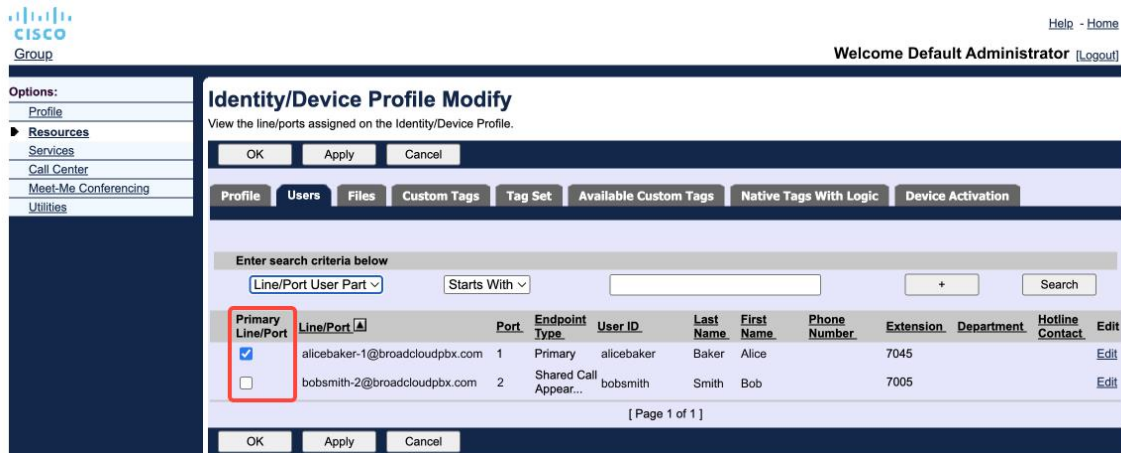 CISCO
Help - Home
Group
Welcome Default Administrator [Logout]
Options:
Profile
Resources
Services
Call Center
Meet-Me Conferencing
Utilities
Identity/Device Profile Modify
View the line/ports assigned on the Identity/Device Profile.
OK Apply Cancel
Profile Users Files Custom Tags Tag Set Available Custom Tags Native Tags With Logic Device Activation
Enter search criteria below
Line/Port User Part Starts With + Search
Primary Line/Port Line/Port Port Endpoint Type User ID Last Name First Name Phone Number Extension Department Hotline Contact Edit
alicebaker-1@broadcloudpbx.com 1 Primary alicebaker Baker Alice 7045 Edit
bobsmith-2@broadcloudpbx.com 2 Shared Call Appear... bobsmith Smith Bob 7005 Edit
[ Page 1 of 1 ]
OK Apply Cancel